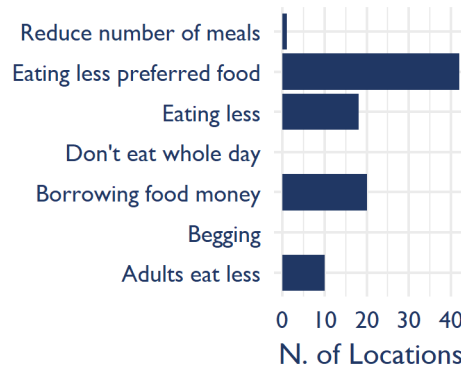 Reduce number of meals
Eating less preferred food
Eating less
Don't eat whole day
Borrowing food money
Begging
Adults eat less
0 10 20 30 40
N. of Locations